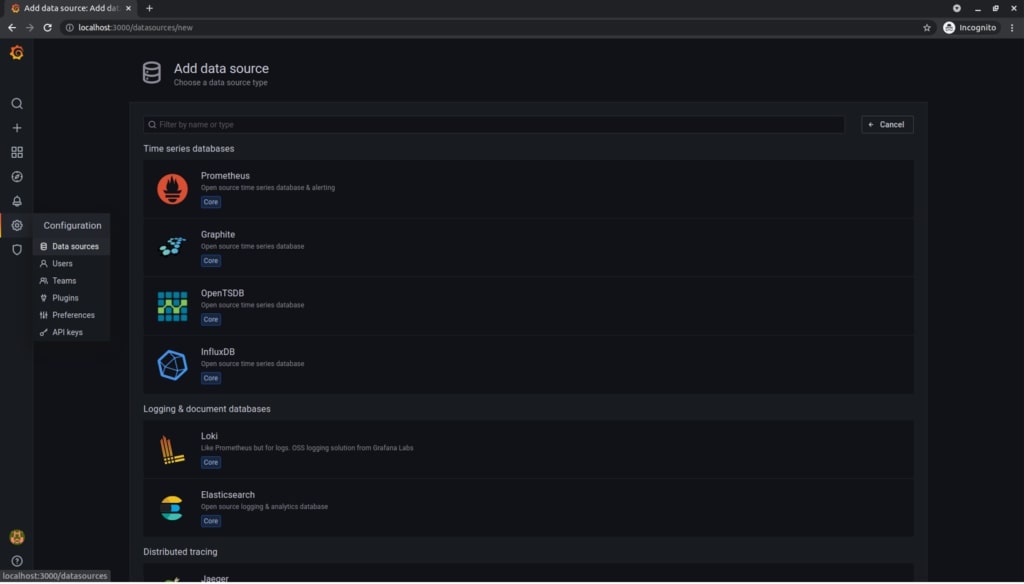 Add data source: Add dat
localhost:3000/datasources/new
Incognito
Add data source
Choose a data source type
Filter by name or type
Cancel
Time series databases
Prometheus
Open source time series database & alerting
Core
Graphite
Open source time series database
Core
Configuration
Data sources
Users
Teams
Plugins
Preferences
API keys
OpenTSDB
Open source time series database
Core
InfluxDB
Open source time series database
Core
Logging & document databases
Loki
Like Prometheus but for logs. OSS logging solution from Grafana Labs
Core
Elasticsearch
Open source logging & analytics database
Core
Distributed tracing
Jaeger
localhost:3000/datasources